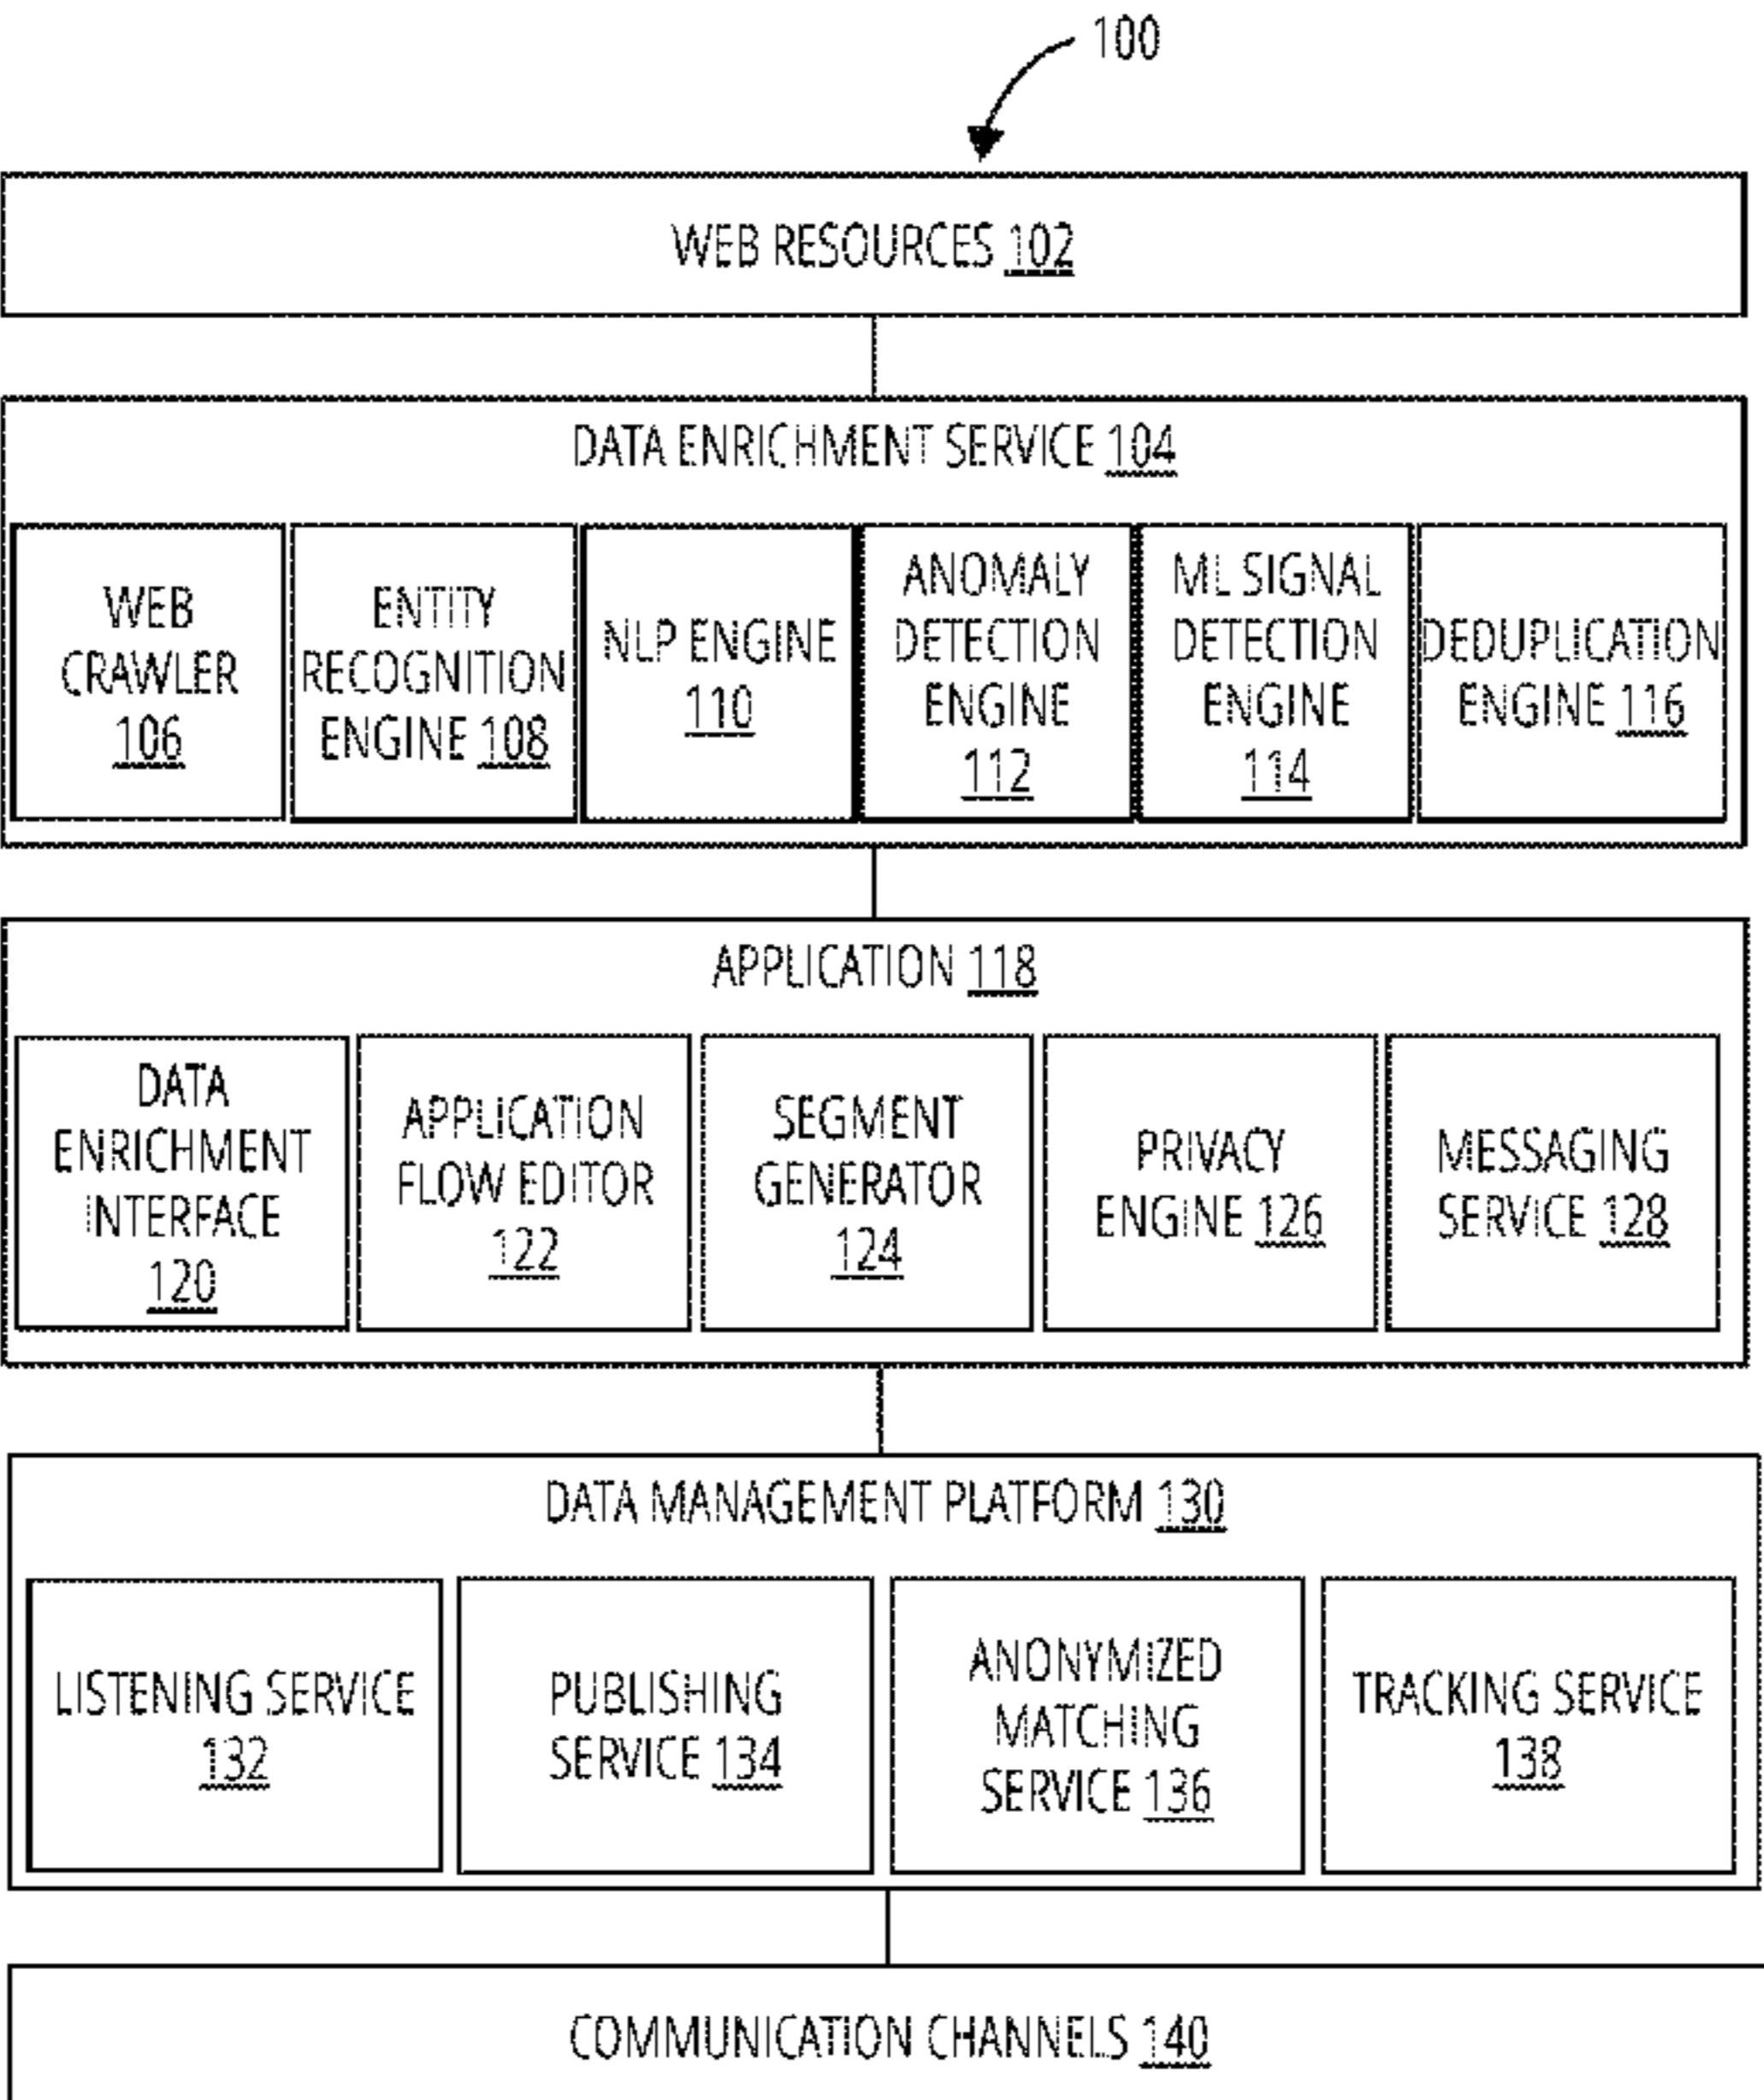 100
WEB RESOURCES 102
DATA ENRICHMENT SERVICE 104
WEB
CRAWLER
106
ENTITY
RECOGNITION
ENGINE 108
NLP ENGINE
110
ANOMALY
DETECTION
ENGINE
112
ML SIGNAL
DETECTION
ENGINE
114
DEDUPLICATION
ENGINE 116
APPLICATION 118
DATA
ENRICHMENT
INTERFACE
120
APPLICATION
FLOW EDITOR
122
SEGMENT
GENERATOR
124
PRIVACY
ENGINE 126
MESSAGING
SERVICE 128
DATA MANAGEMENT PLATFORM 130
LISTENING SERVICE
132
PUBLISHING
SERVICE 134
ANONYMIZED
MATCHING
SERVICE 136
TRACKING SERVICE
138
COMMUNICATION CHANNELS 140